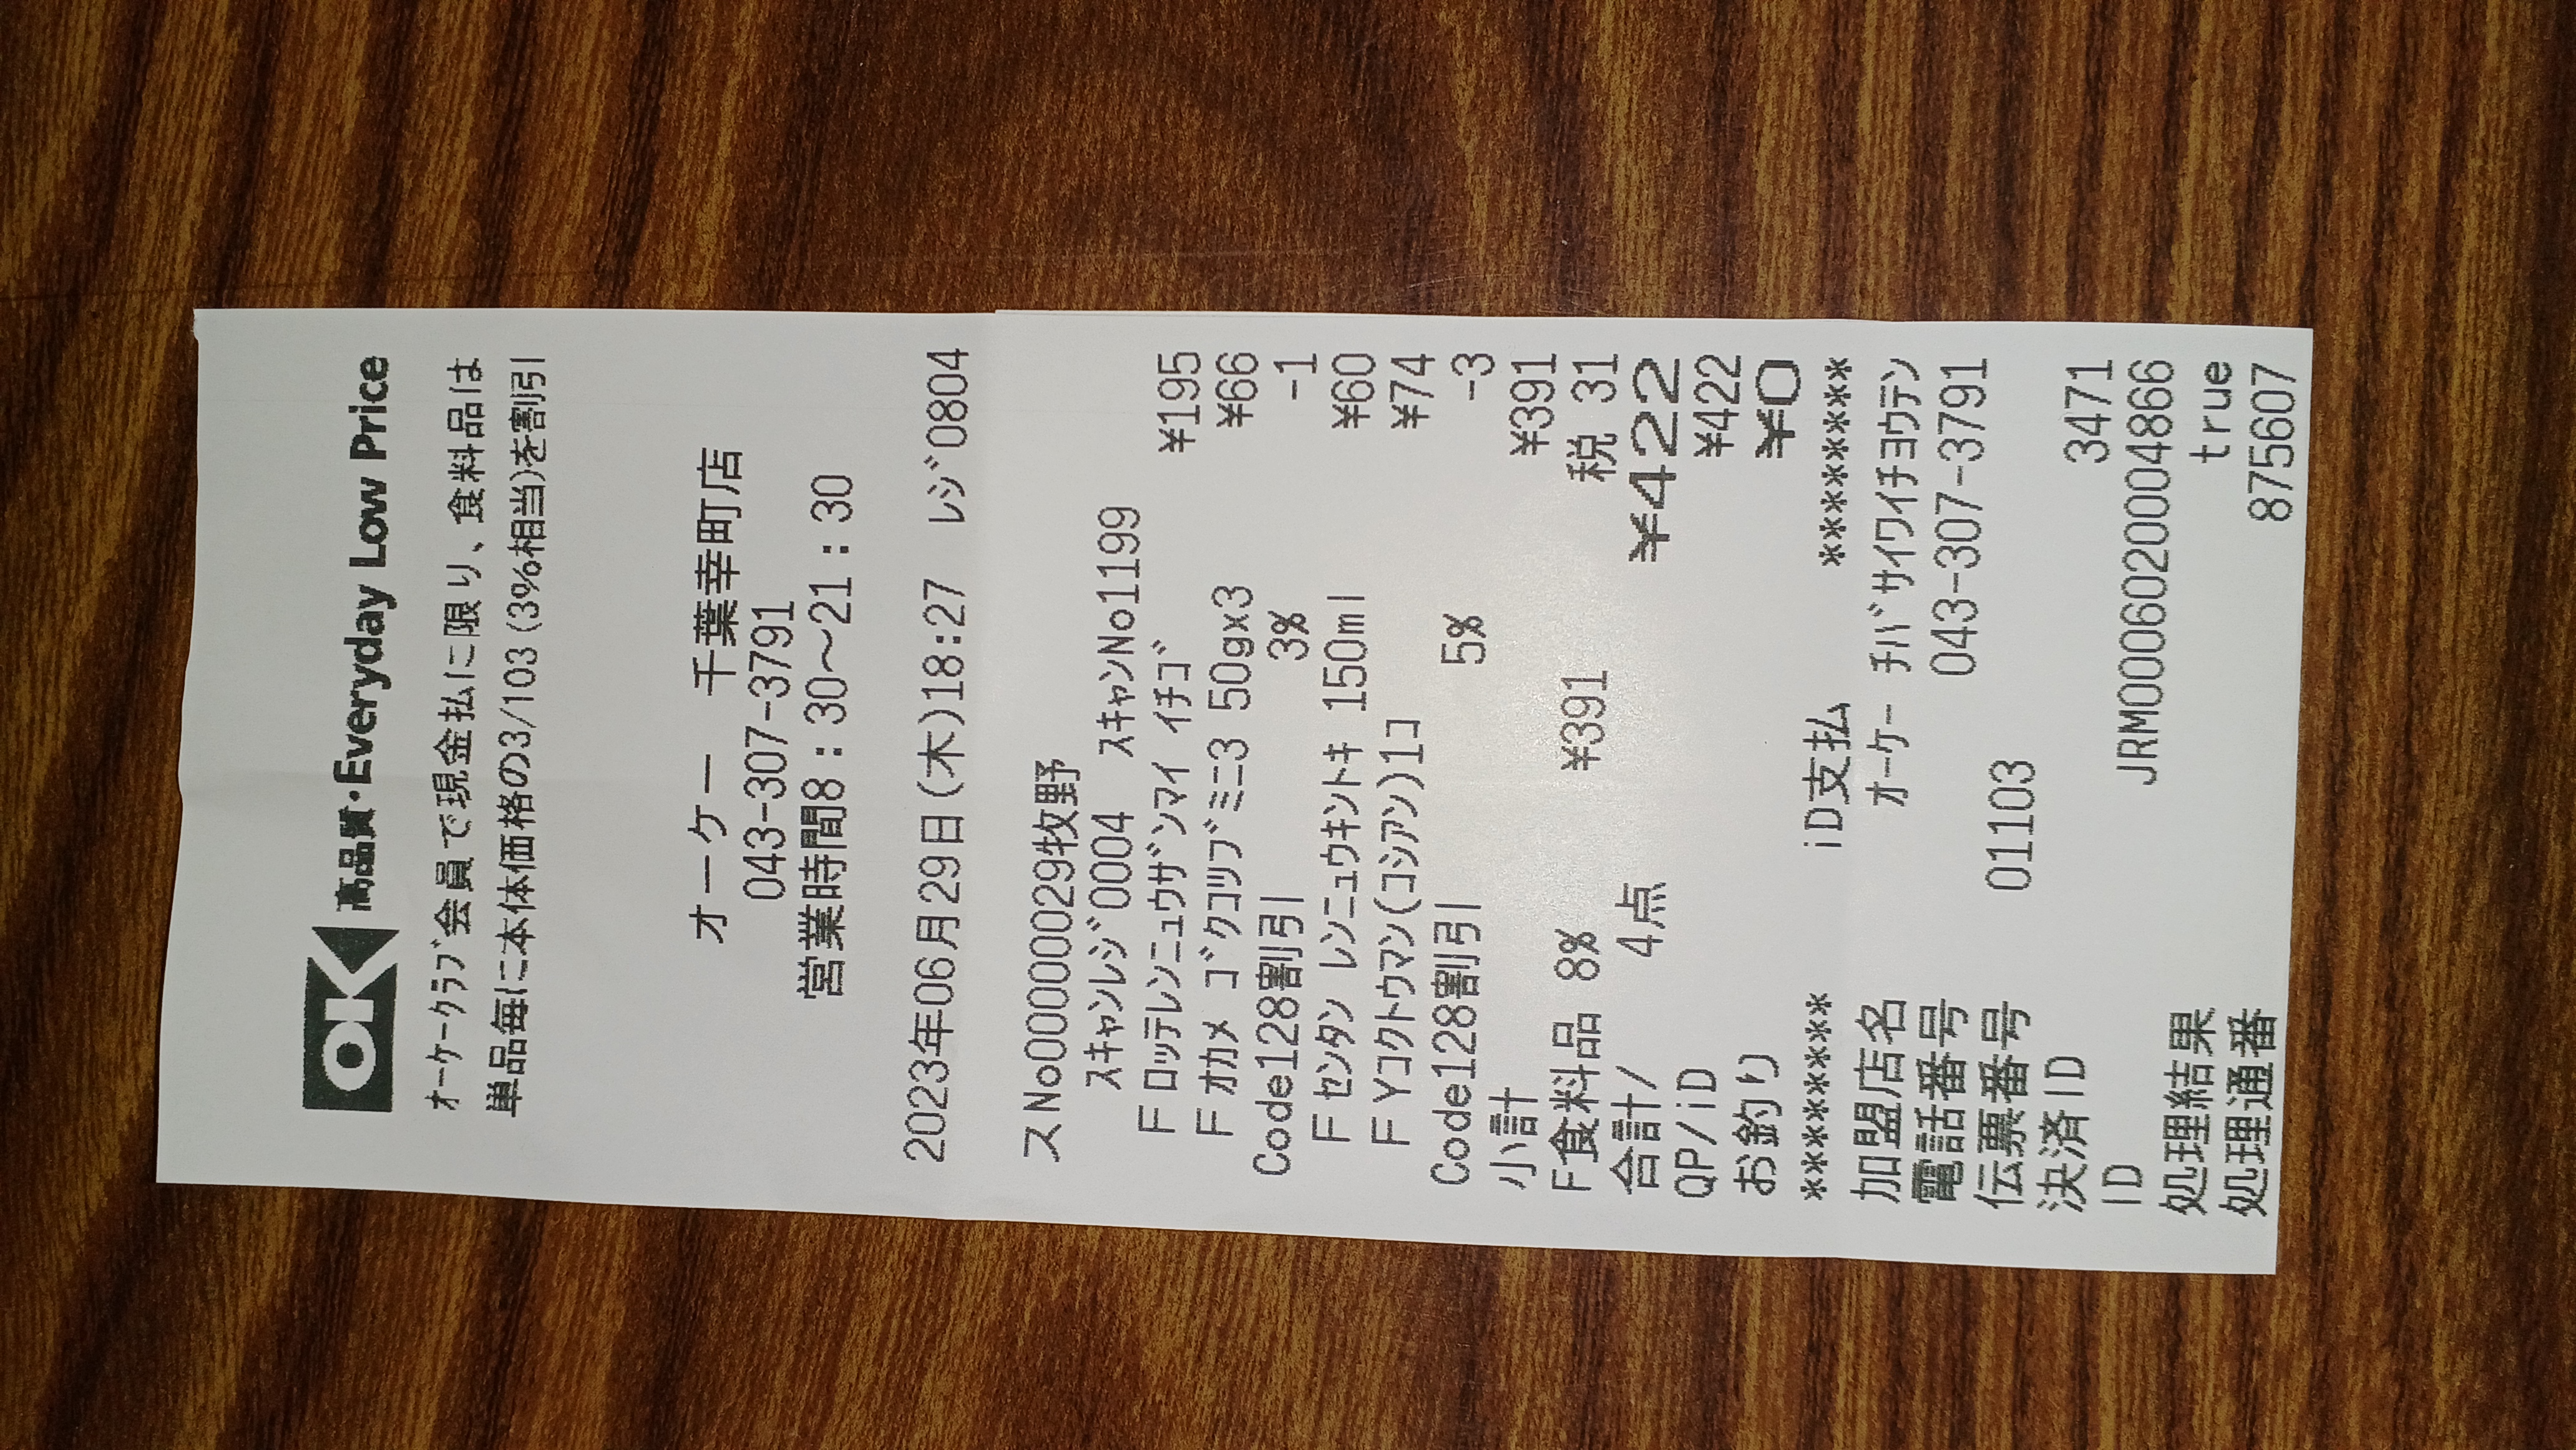 OK 高品質・Everyday Low Price
ｵｰｹｰｸﾗﾌﾞ会員で現金払に限り、食料品は
単品毎に本体価格の3/103(3%相当)を割引
オーケー　千葉幸町店
043-307-3791
営業時間8：30～21：30
2023年06月29日(木)18:27 ﾚｼﾞ0804
スNo00000029牧野
ｽｷｬﾝﾚｼﾞ0004 ｽｷｬﾝNo1199
F ﾛｯﾃﾚﾝﾆｭｳｻﾞﾝﾏｲ ｲﾁｺﾞ ¥195
F ｵｶﾒ ｺﾞｸｺﾂﾌﾞﾐﾆ3 50gx3 ¥66
Code128割引 3% -1
F ｾﾝﾀﾝ ﾚﾝﾆｭｳｷﾝﾄｷ 150ml ¥60
F Yｺｸﾄｳﾏﾝ(ｺｼｱﾝ)1ｺ ¥74
Code128割引 5% -3
小計 ¥391
F食料品 8% ¥391 税 31
合計/ 4点 ¥422
QP/iD ¥422
お釣り ¥0
******** iD支払 ********
加盟店名 ｵｰｹｰ ﾁﾊﾞｻｲﾜｲﾁﾖｳﾃﾝ
電話番号 043-307-3791
伝票番号 01103
決済ID 3471
ID JRM0006020004866
処理結果 true
処理通番 875607